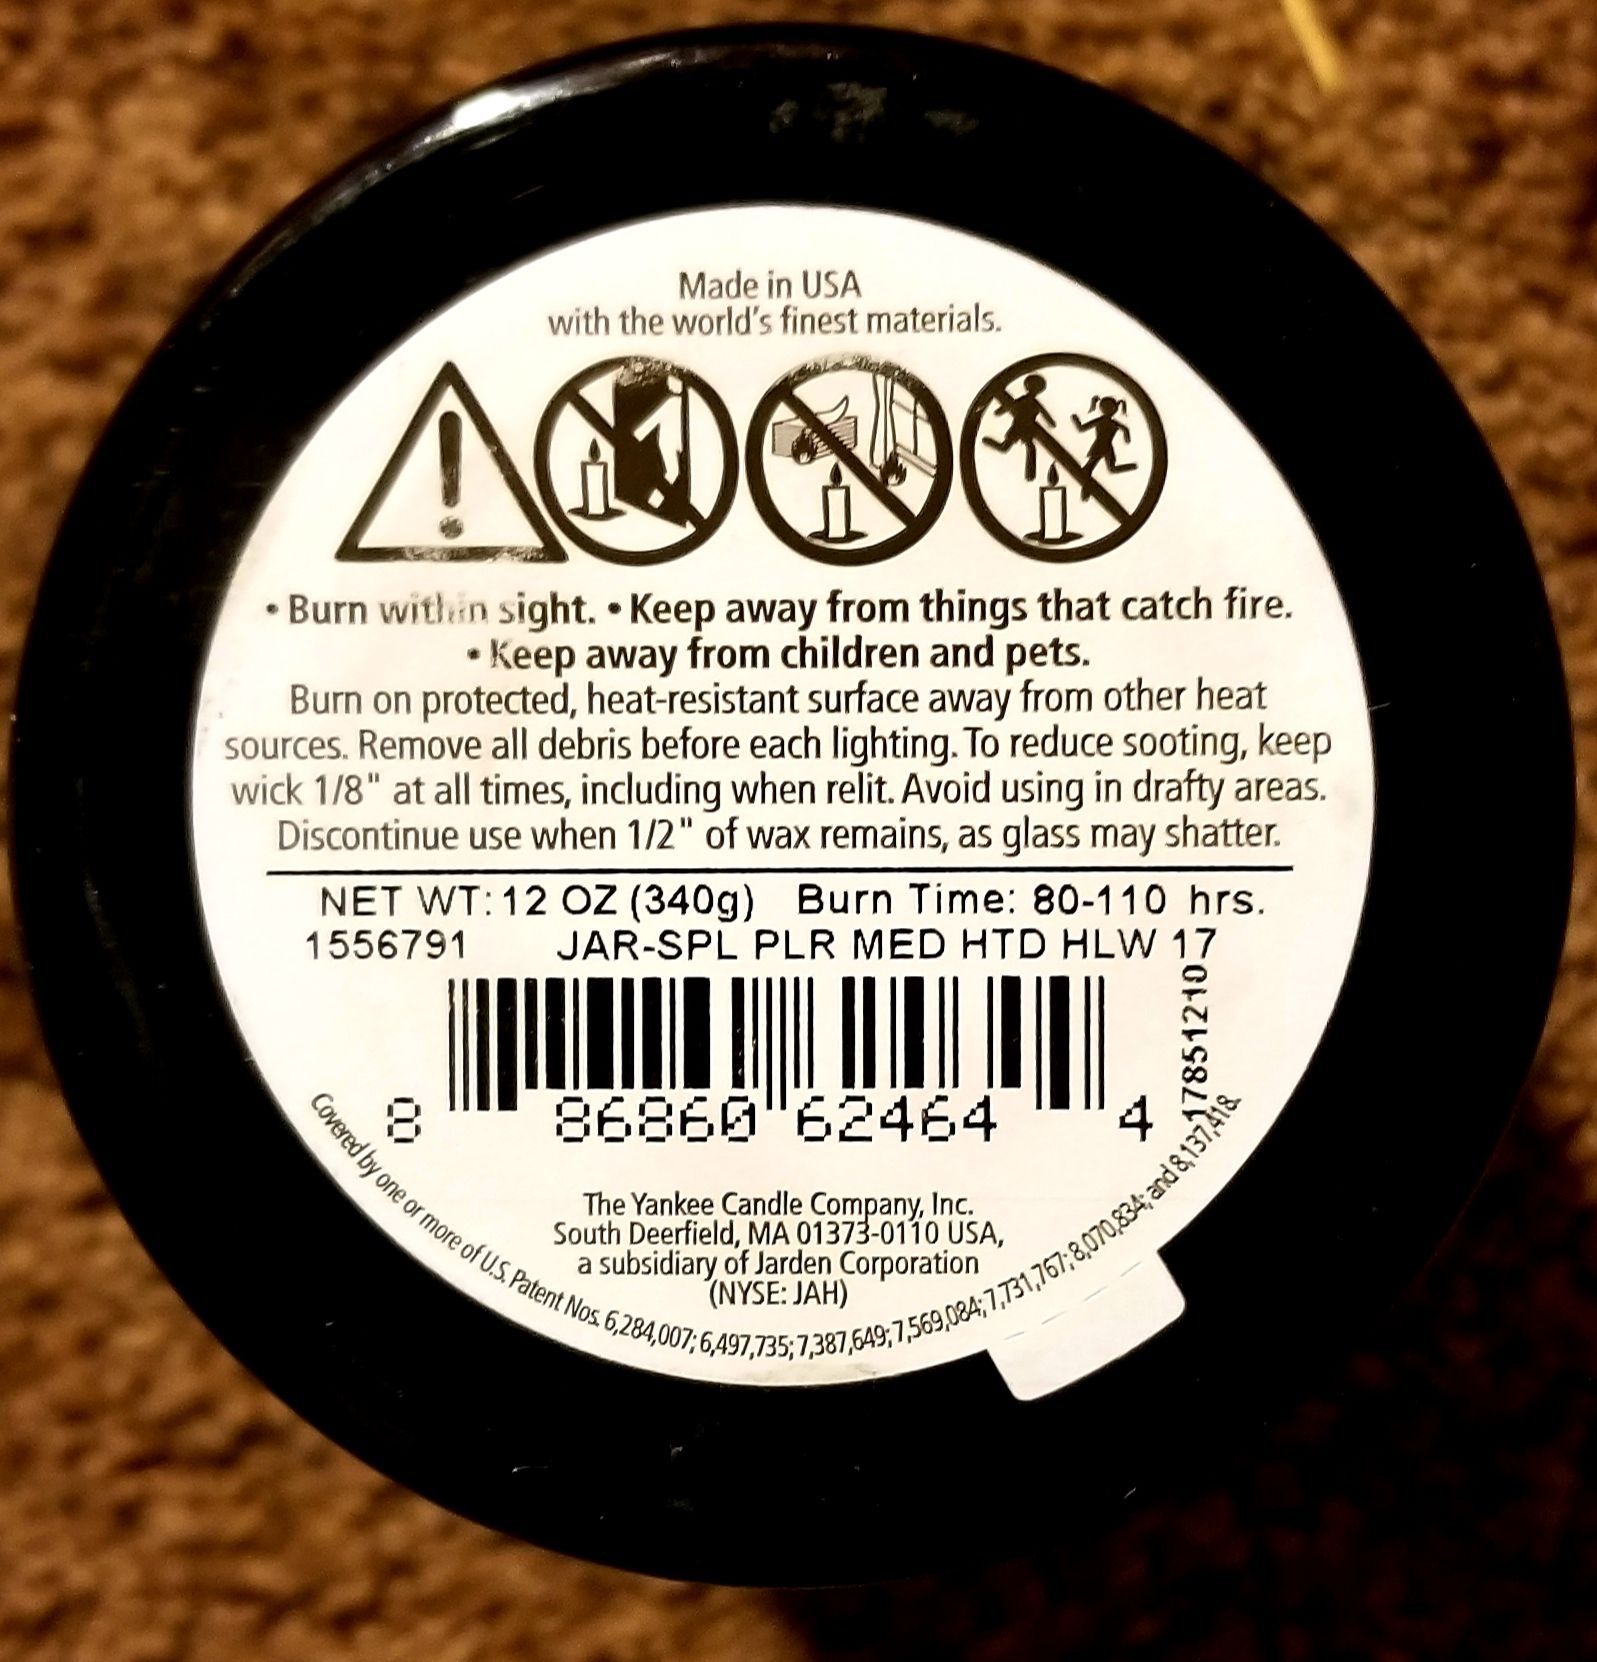 Made in USA
with the world's finest materials.
• Burn within sight. • Keep away from things that catch fire.
• Keep away from children and pets.
Burn on protected, heat-resistant surface away from other heat
sources. Remove all debris before each lighting. To reduce sooting, keep
wick 1/8" at all times, including when relit. Avoid using in drafty areas.
Discontinue use when 1/2" of wax remains, as glass may shatter.
NET WT: 12 OZ (340g) Burn Time: 80-110 hrs.
1556791 JAR-SPL PLR MED HTD HLW 17
17851210
8 86860 62464 4
The Yankee Candle Company, Inc.
South Deerfield, MA 01373-0110 USA,
a subsidiary of Jarden Corporation
(NYSE: JAH)
Covered by one or more of U.S. Patent Nos. 6,284,007; 6,497,735; 7,387,649; 7,569,084; 7,731,767; 8,070,834; and 8,137,418.